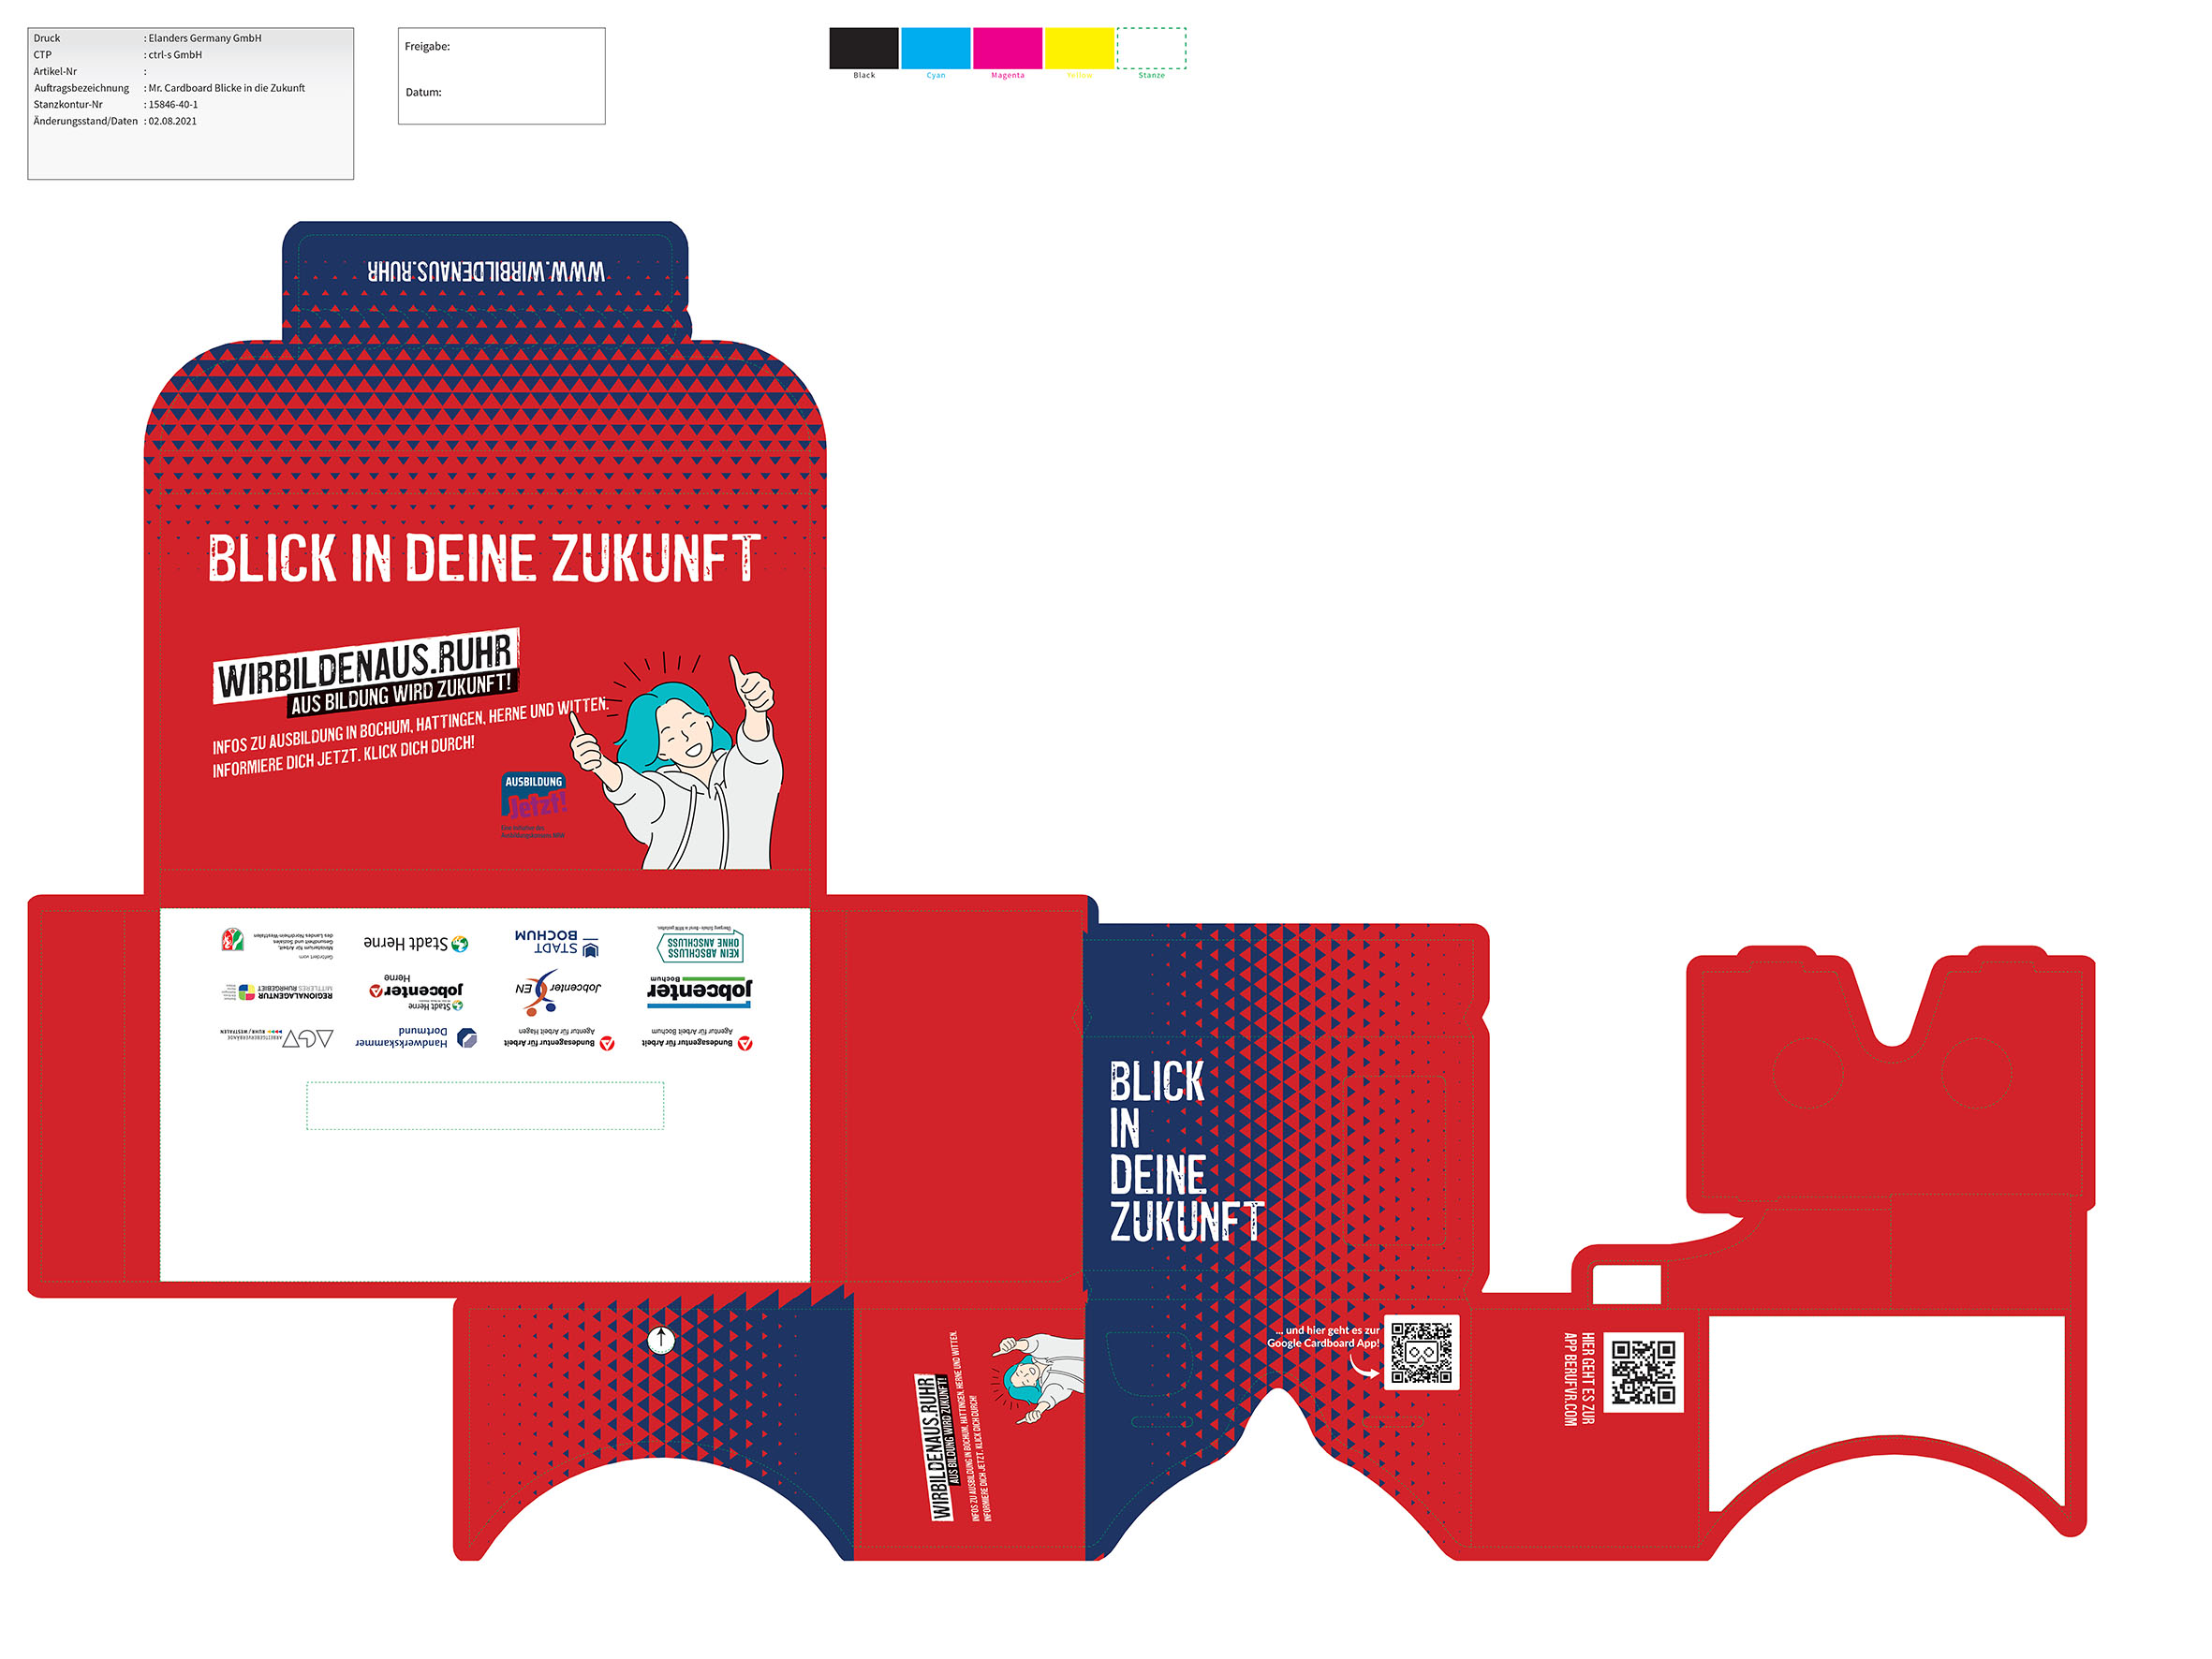 Druck : Elanders Germany GmbH
CTP : ctrl-s GmbH
Artikel-Nr :
Auftragsbezeichnung : Mr. Cardboard Blicke in die Zukunft
Stanzkontur-Nr : 15846-40-1
Änderungsstand/Daten : 02.08.2021
Freigabe:
Datum:
Black Cyan Magenta Yellow Stanze
WWW.WIRBILDENAUS.RUHR
BLICK IN DEINE ZUKUNFT
WIRBILDENAUS.RUHR
AUS BILDUNG WIRD ZUKUNFT!
INFOS ZU AUSBILDUNG IN BOCHUM, HATTINGEN, HERNE UND WITTEN.
INFORMIERE DICH JETZT. KLICK DICH DURCH!
AUSBILDUNG
Jetzt!
Bundesagentur für Arbeit
Agentur für Arbeit Bochum
Bundesagentur für Arbeit
Agentur für Arbeit Hagen
Handwerkskammer
Dortmund
AGV
ARBEITGEBERVERBÄNDE
RUHR/WESTFALEN
jobcenter
Bochum
Jobcenter EN
Stadt Herne
jobcenter
Herne
REGIONALAGENTUR
MITTLERES RUHRGEBIET
KEIN ABSCHLUSS
OHNE ANSCHLUSS
STADT
BOCHUM
Stadt Herne
Gefördert vom:
Ministerium für Arbeit,
Gesundheit und Soziales
des Landes Nordrhein-Westfalen
BLICK
IN
DEINE
ZUKUNFT
WIRBILDENAUS.RUHR
AUS BILDUNG WIRD ZUKUNFT!
INFOS ZU AUSBILDUNG IN BOCHUM, HATTINGEN, HERNE UND WITTEN.
INFORMIERE DICH JETZT. KLICK DICH DURCH!
... und hier geht es zur
Google Cardboard App!
HIER GEHT ES ZUR
APP BERUFVR.COM